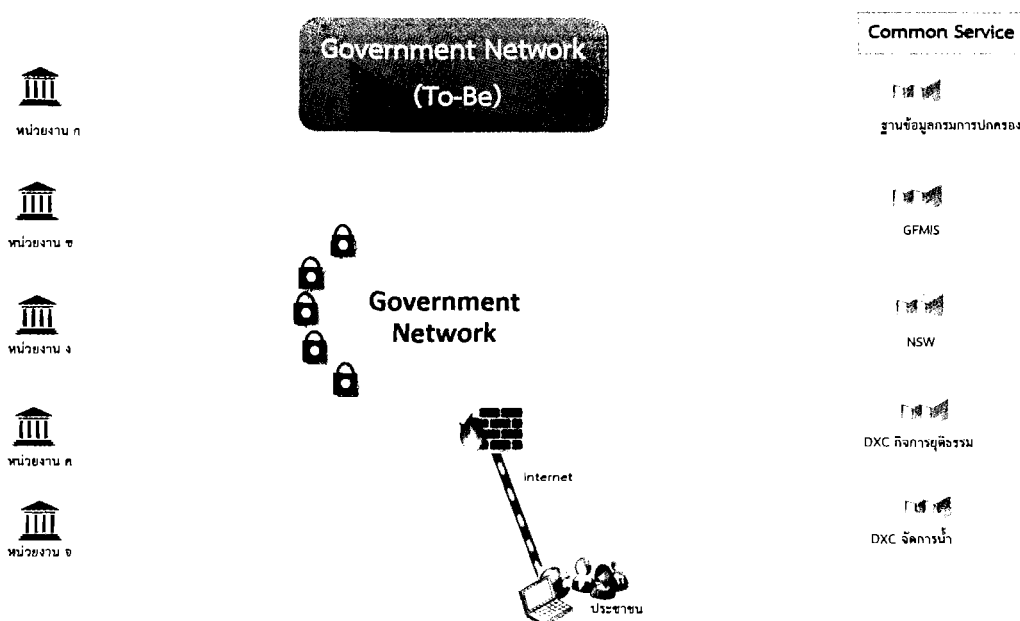 Government Network
(To-Be)
Common Service
หน่วยงาน ก
หน่วยงาน ข
หน่วยงาน ง
หน่วยงาน ค
หน่วยงาน จ
Government
Network
internet
ประชาชน
ฐานข้อมูลกรมการปกครอง
GFMIS
NSW
DXC กิจการยุติธรรม
DXC จัดการน้ำ